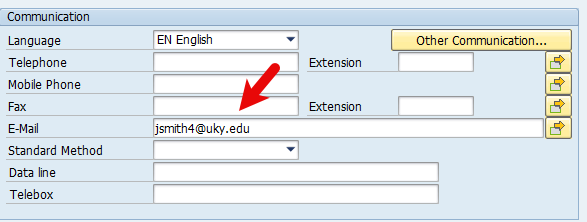 Communication
Language EN English Other Communication...
Telephone Extension
Mobile Phone
Fax Extension
E-Mail jsmith4@uky.edu
Standard Method
Data line
Telebox